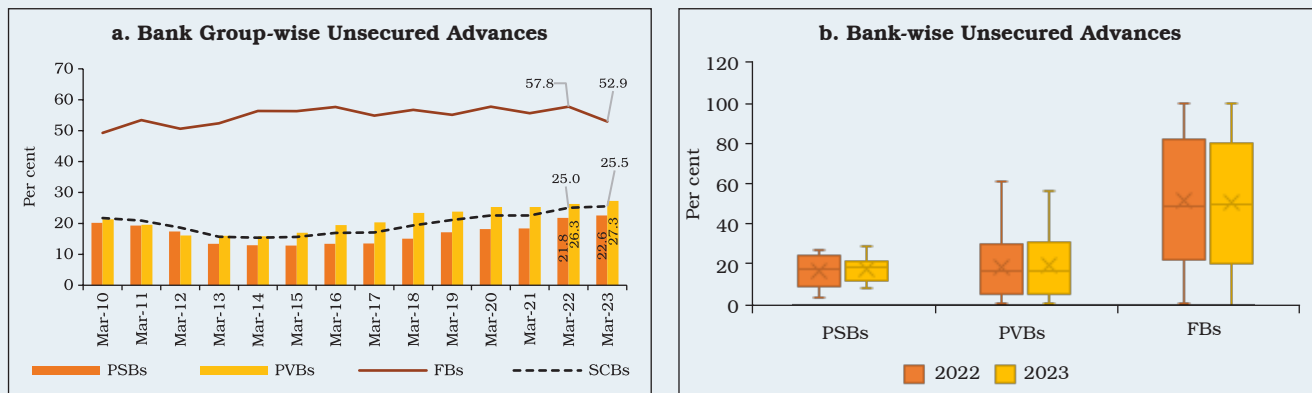 a. Bank Group-wise Unsecured Advances
Per cent
70
60
50
40
30
20
10
0
57.8
52.9
25.0
25.5
21.8
26.3
22.6
27.3
Mar-10
Mar-11
Mar-12
Mar-13
Mar-14
Mar-15
Mar-16
Mar-17
Mar-18
Mar-19
Mar-20
Mar-21
Mar-22
Mar-23
PSBs PVBs FBs SCBs
b. Bank-wise Unsecured Advances
Per cent
120
100
80
60
40
20
0
PSBs PVBs FBs
2022 2023